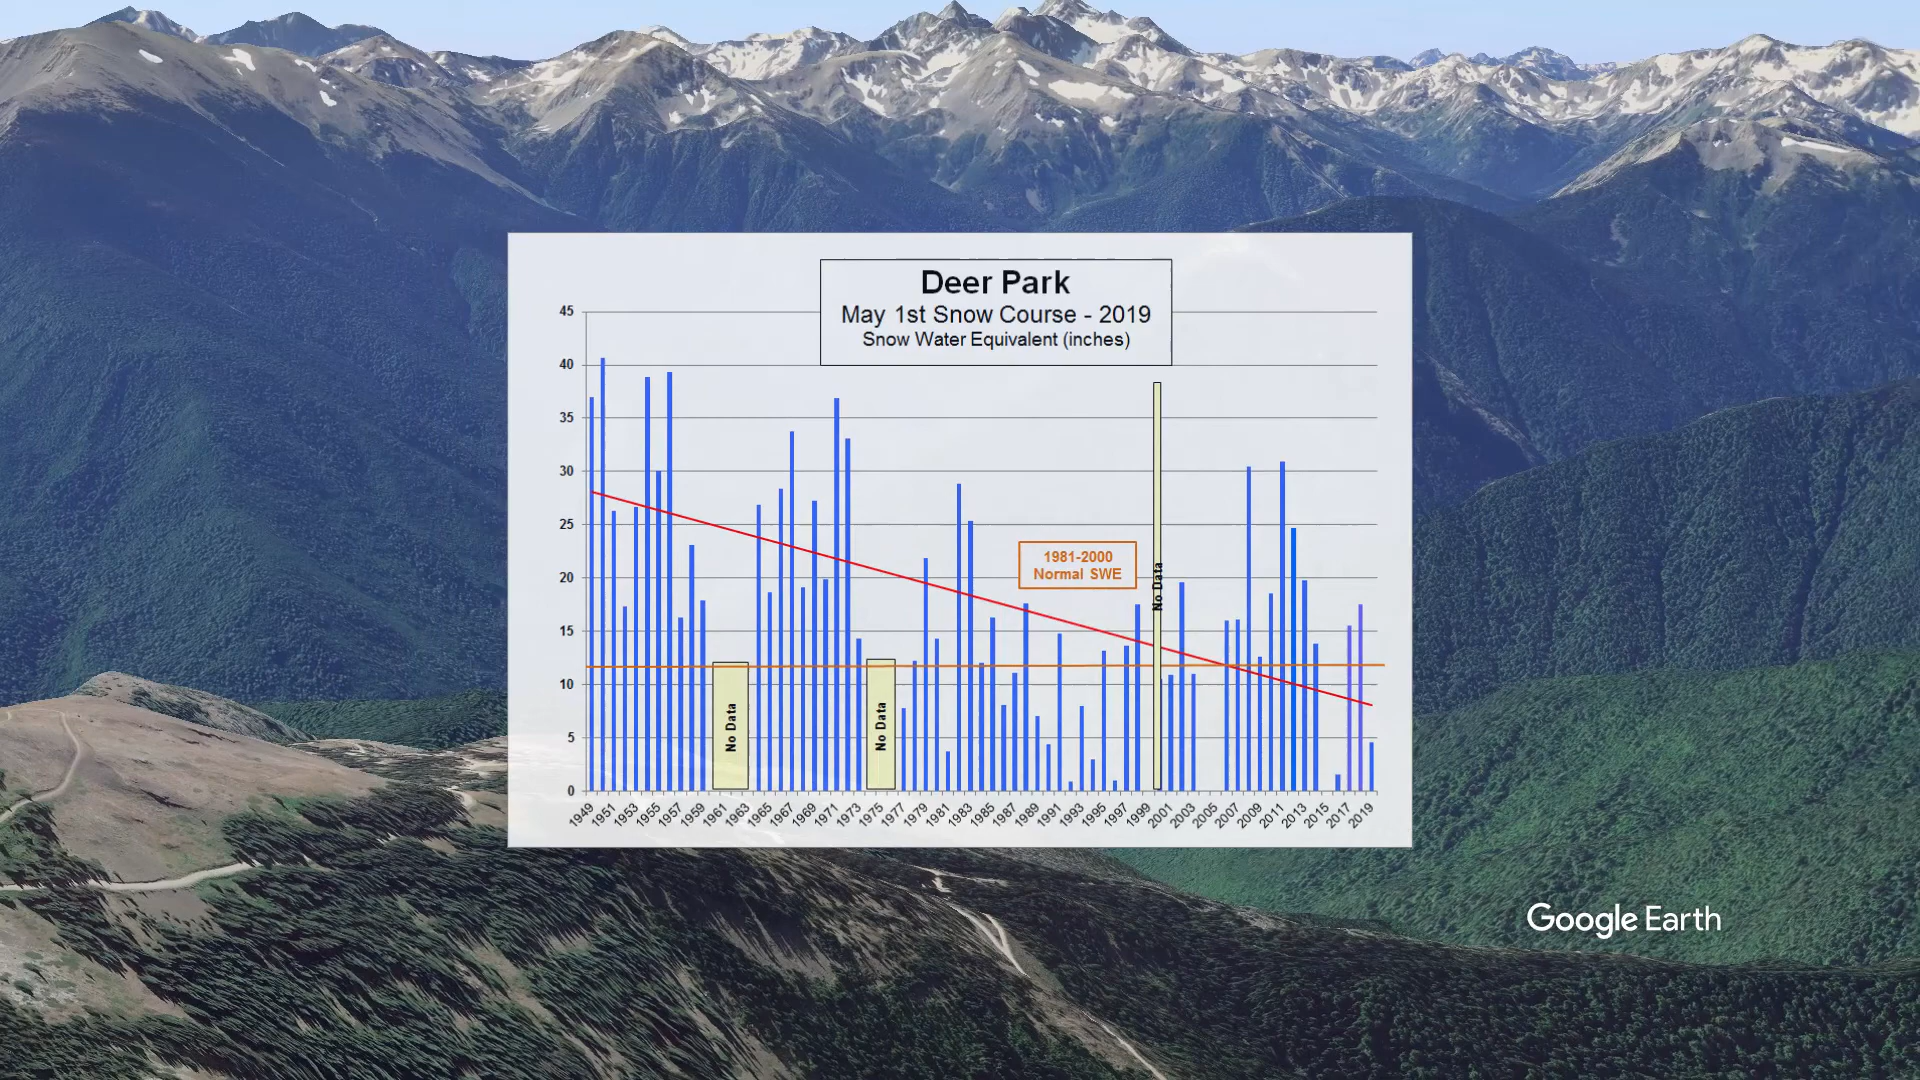 Deer Park
May 1st Snow Course - 2019
Snow Water Equivalent (inches)
45
40
35
30
25
20
15
10
5
0
1981-2000
Normal SWE
No Data
No Data
No Data
1949 1951 1953 1955 1957 1959 1961 1963 1965 1967 1969 1971 1973 1975 1977 1979 1981 1983 1985 1987 1989 1991 1993 1995 1997 1999 2001 2003 2005 2007 2009 2011 2013 2015 2017 2019
Google Earth